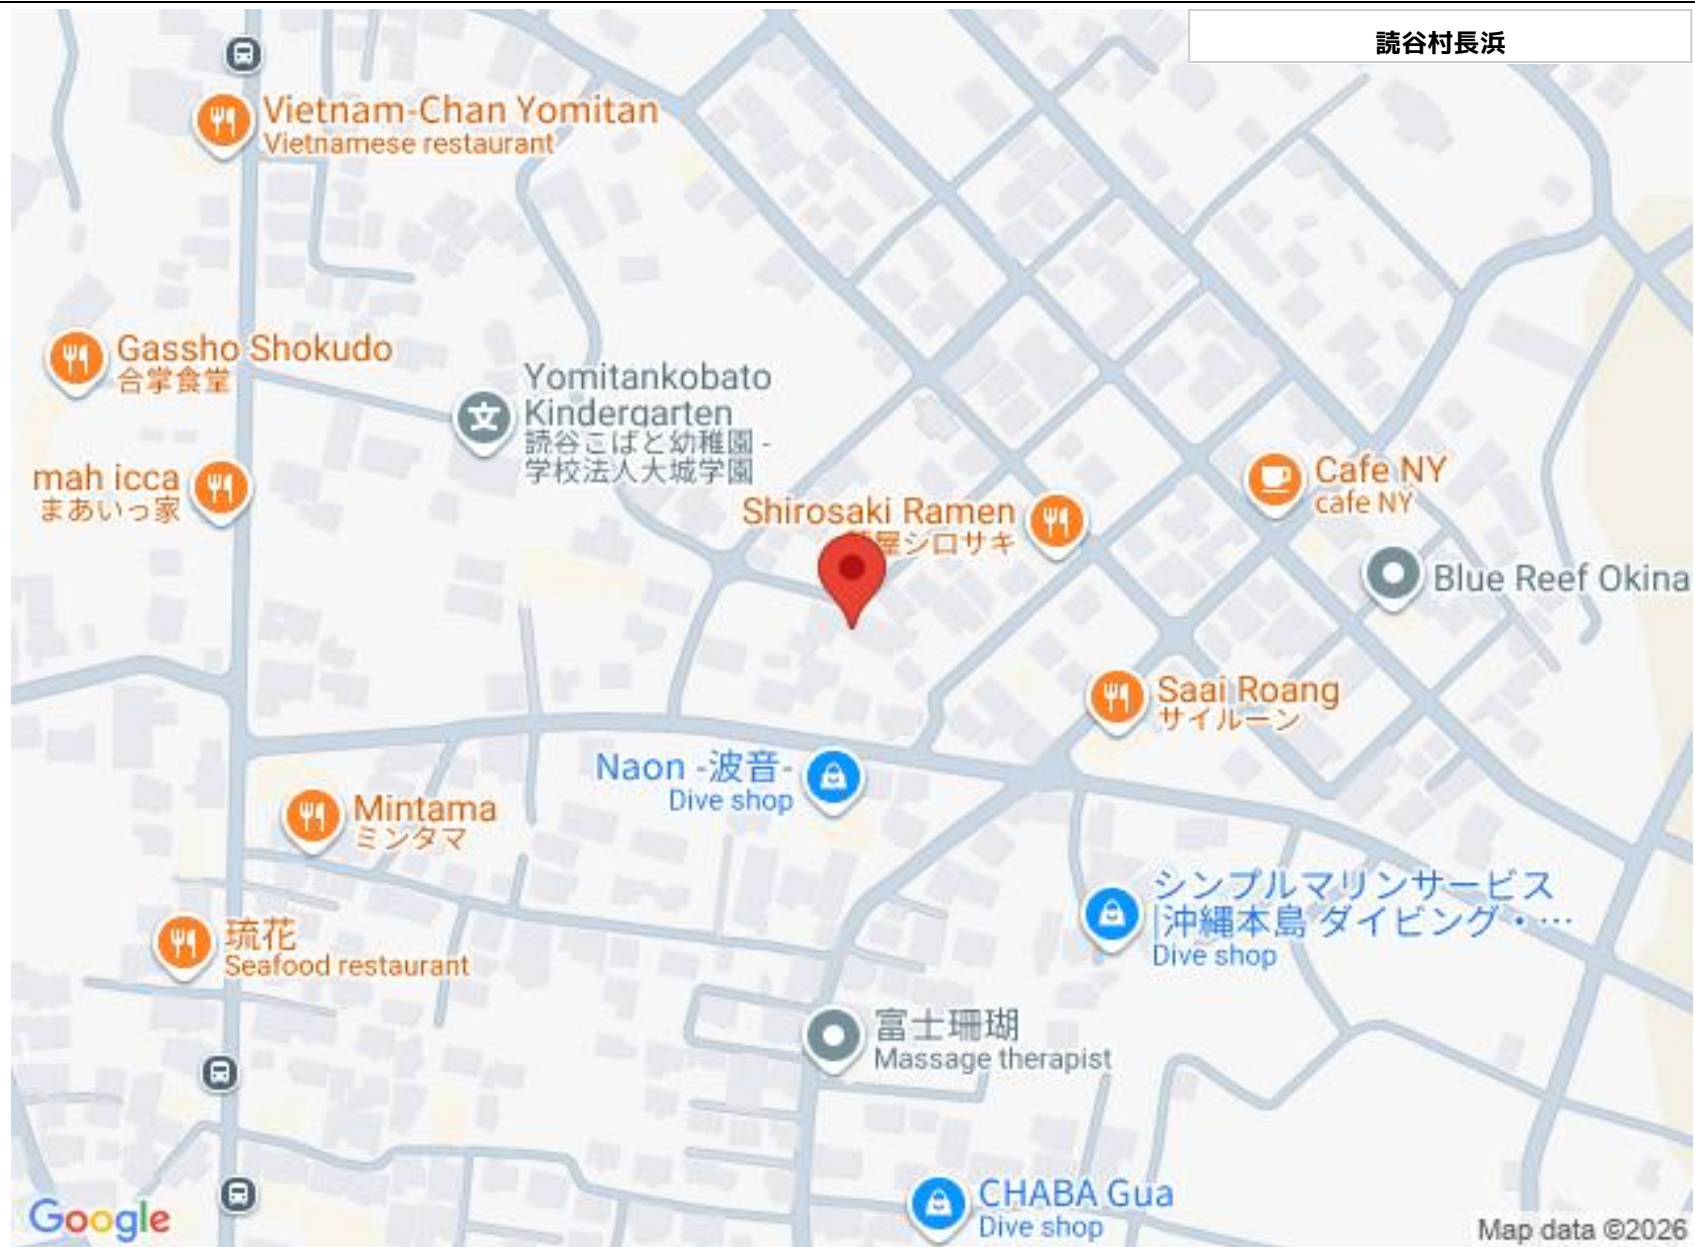 読谷村長浜
Vietnam-Chan Yomitan
Vietnamese restaurant
Gassho Shokudo
合掌食堂
Yomitankobato
Kindergarten
読谷こばと幼稚園 -
学校法人大城学園
mah icca
まあいっ家
Shirosaki Ramen
屋シロサキ
Cafe NY
cafe NY
Blue Reef Okina
Saai Roang
サイルーン
Naon -波音-
Dive shop
Mintama
ミンタマ
シンプルマリンサービス
|沖縄本島 ダイビング・…
Dive shop
琉花
Seafood restaurant
富士珊瑚
Massage therapist
CHABA Gua
Dive shop
Google
Map data ©2026